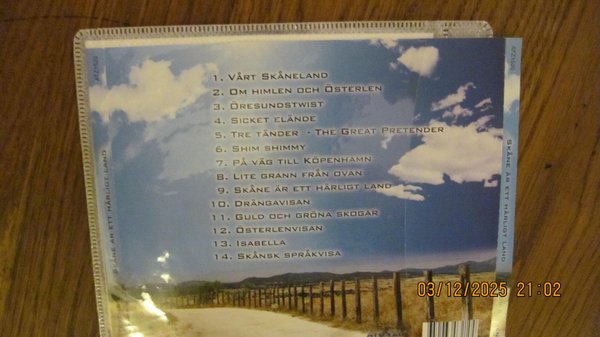 1. Vårt Skåneland
2. Om himlen och Österlen
3. Öresundstwist
4. Sicket elände
5. Tre tänder - The Great Pretender
6. Shim shimmy
7. På väg till Köpenhamn
8. Lite grann från ovan
9. Skåne är ett härligt land
10. Drängavisan
11. Guld och gröna skogar
12. Österlenvisan
13. Isabella
14. Skånsk språkvisa
Skåne är ett härligt land
Skåne är ett härligt land
03/12/2025 21:02